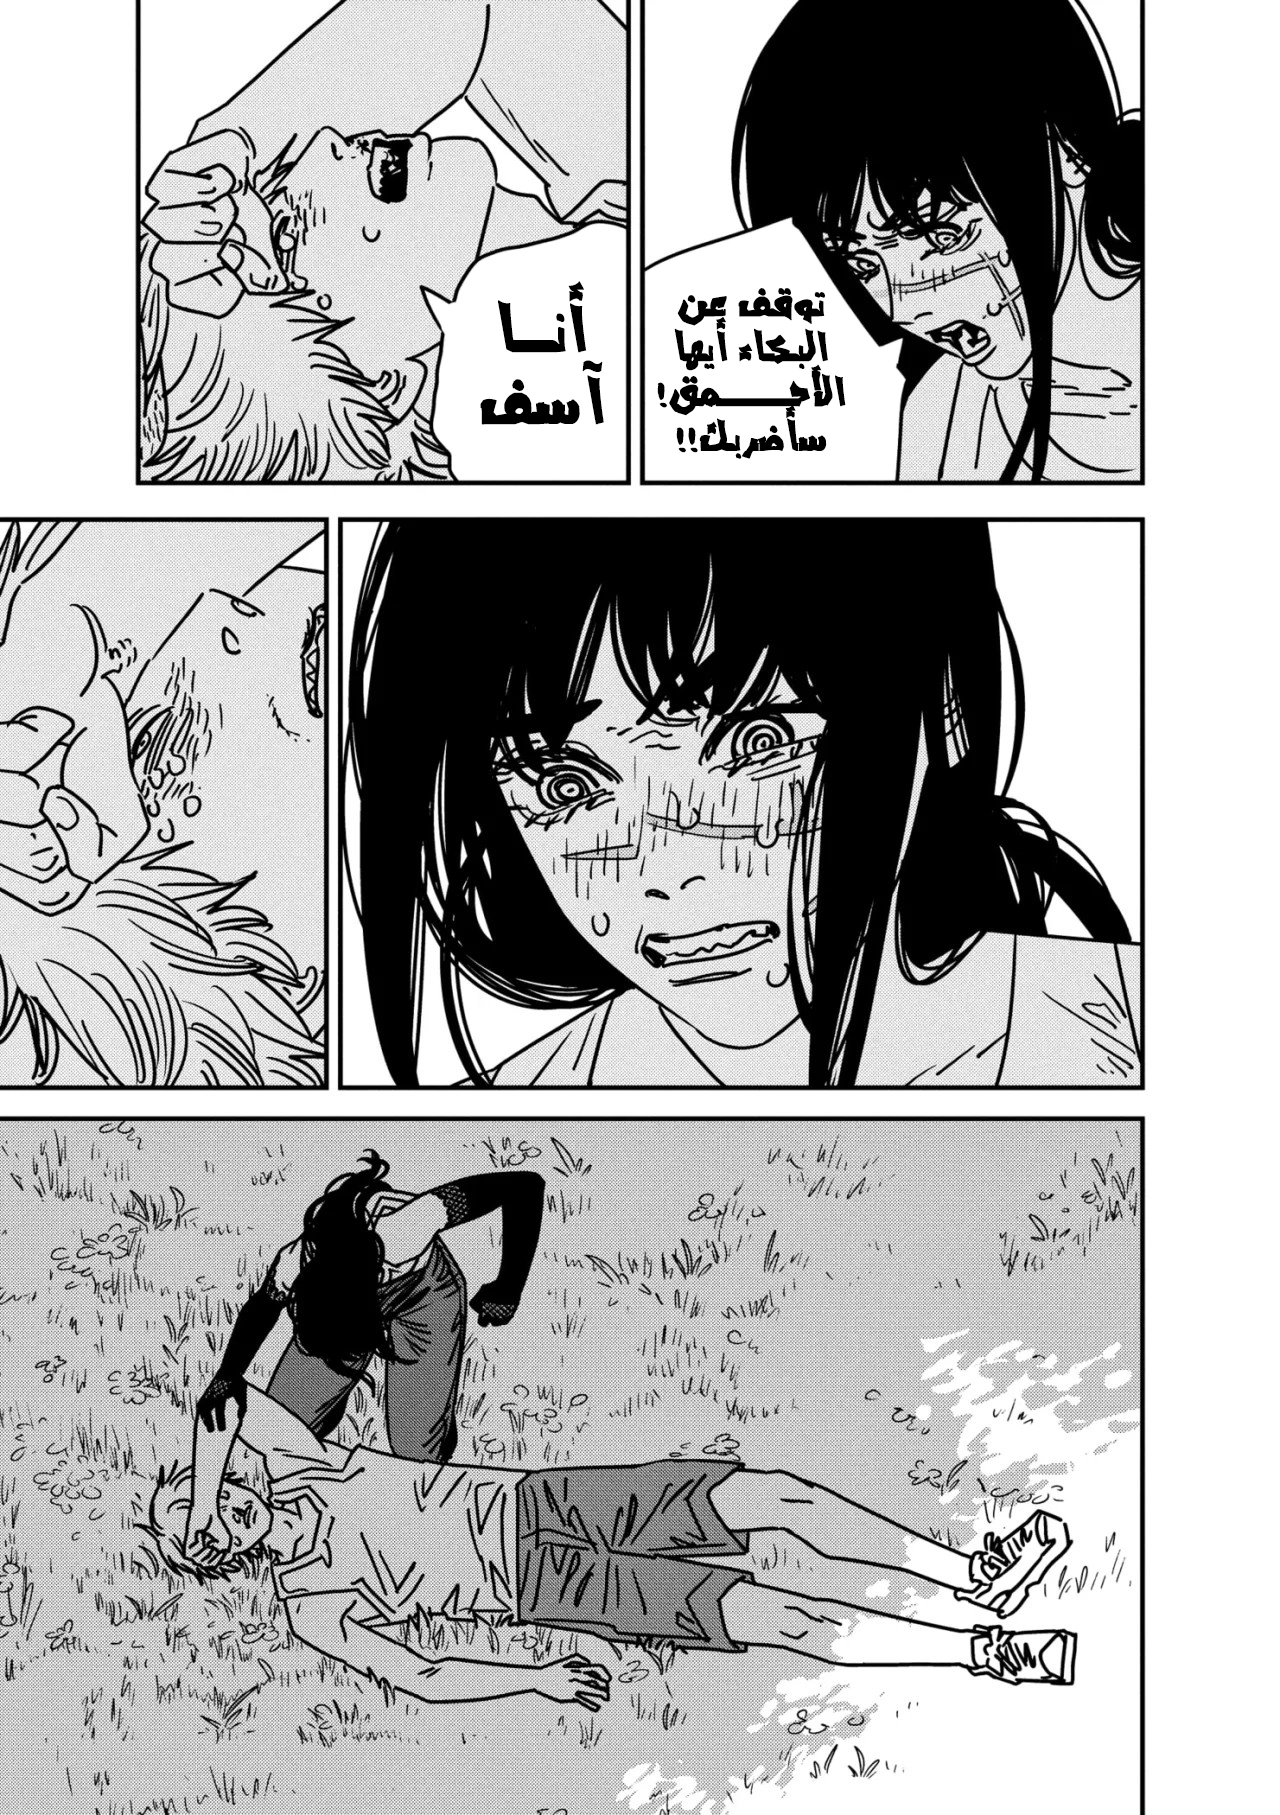 توقف عن
البكاء أيها
الأحمق!
سأضربك!!
أنا
آسف